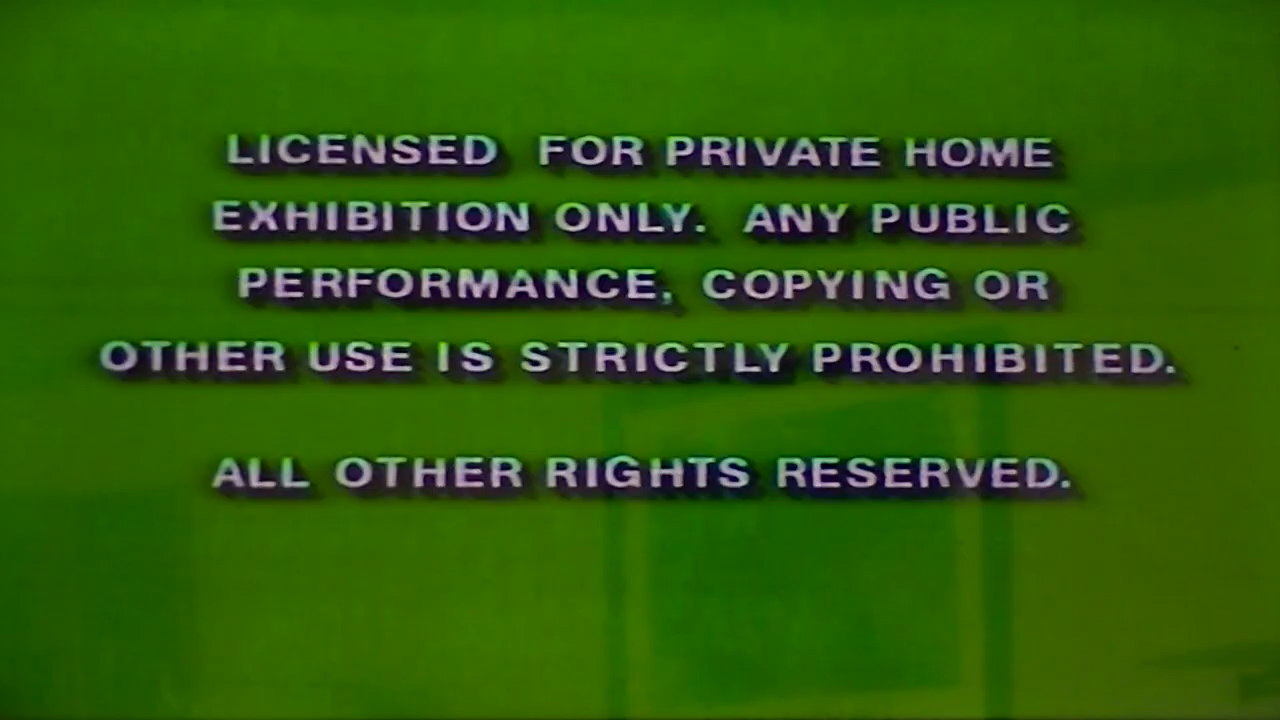 LICENSED FOR PRIVATE HOME
EXHIBITION ONLY. ANY PUBLIC
PERFORMANCE, COPYING OR
OTHER USE IS STRICTLY PROHIBITED.
ALL OTHER RIGHTS RESERVED.